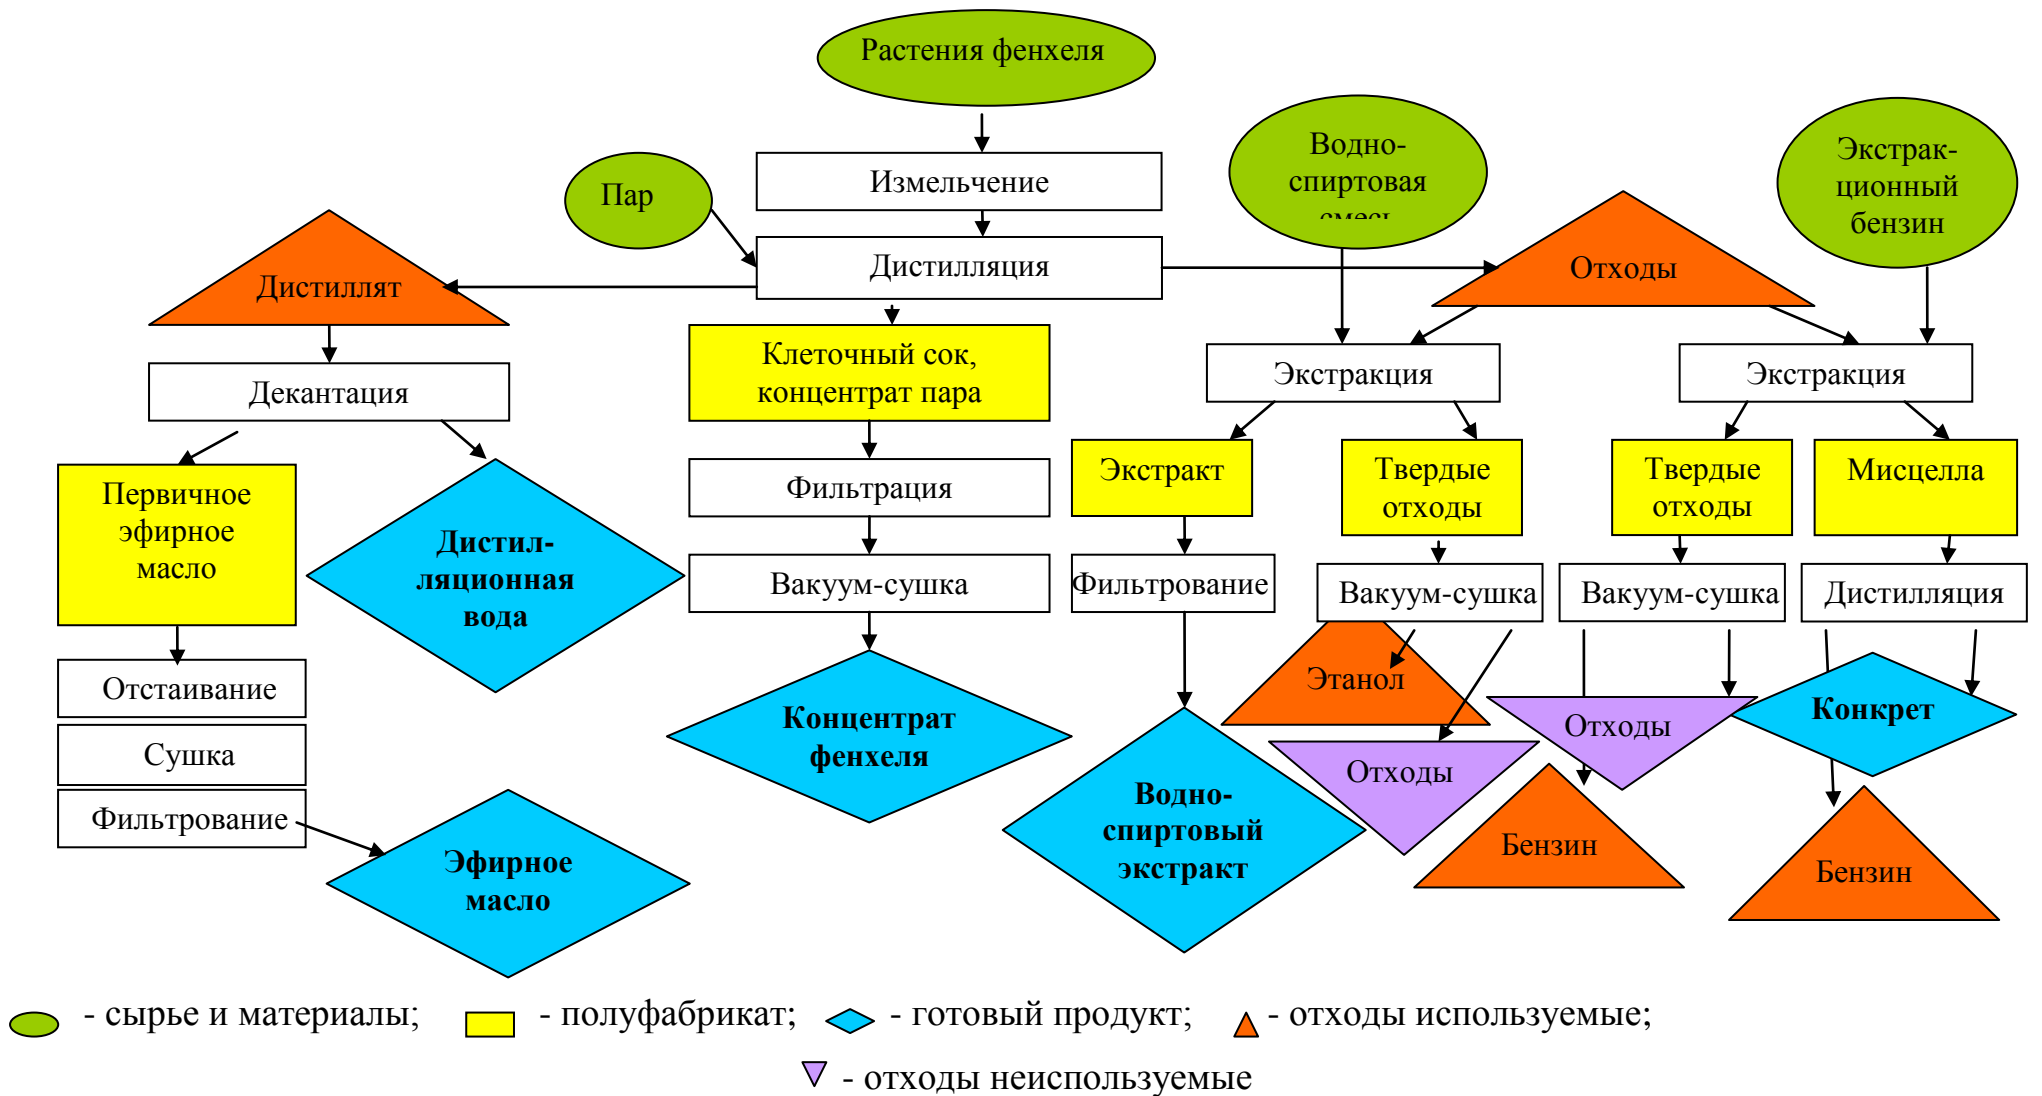 Растения фенхеля
Водно-
спиртовая
смесь
Экстрак-
ционный
бензин
Пар
Измельчение
Дистиллят
Дистилляция
Отходы
Декантация
Клеточный сок,
концентрат пара
Экстракция
Экстракция
Первичное
эфирное
масло
Дистил-
ляционная
вода
Фильтрация
Экстракт
Твердые
отходы
Твердые
отходы
Мисцелла
Вакуум-сушка
Фильтрование
Вакуум-сушка
Вакуум-сушка
Дистилляция
Отстаивание
Сушка
Фильтрование
Концентрат
фенхеля
Этанол
Отходы
Конкрет
Отходы
Водно-
спиртовый
экстракт
Бензин
Бензин
Эфирное
масло
- сырье и материалы;
- полуфабрикат;
- готовый продукт;
- отходы используемые;
- отходы неиспользуемые